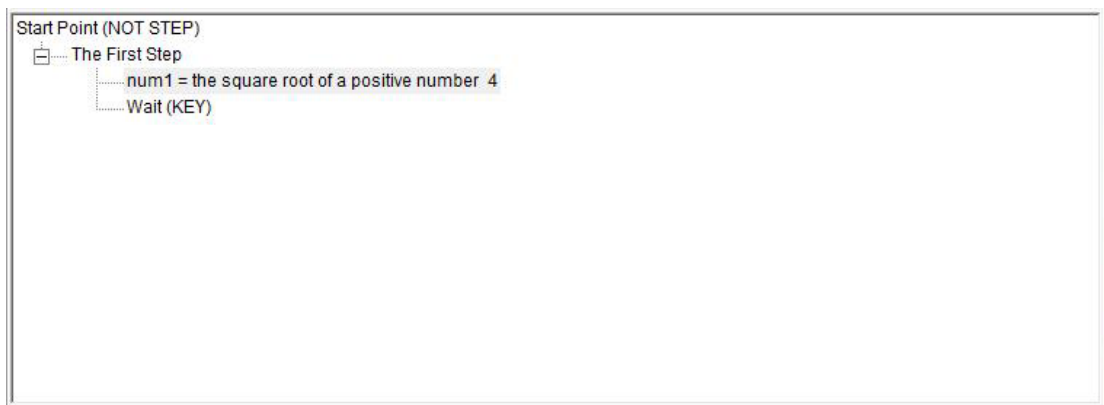 Start Point (NOT STEP)
The First Step
num1 = the square root of a positive number 4
Wait (KEY)